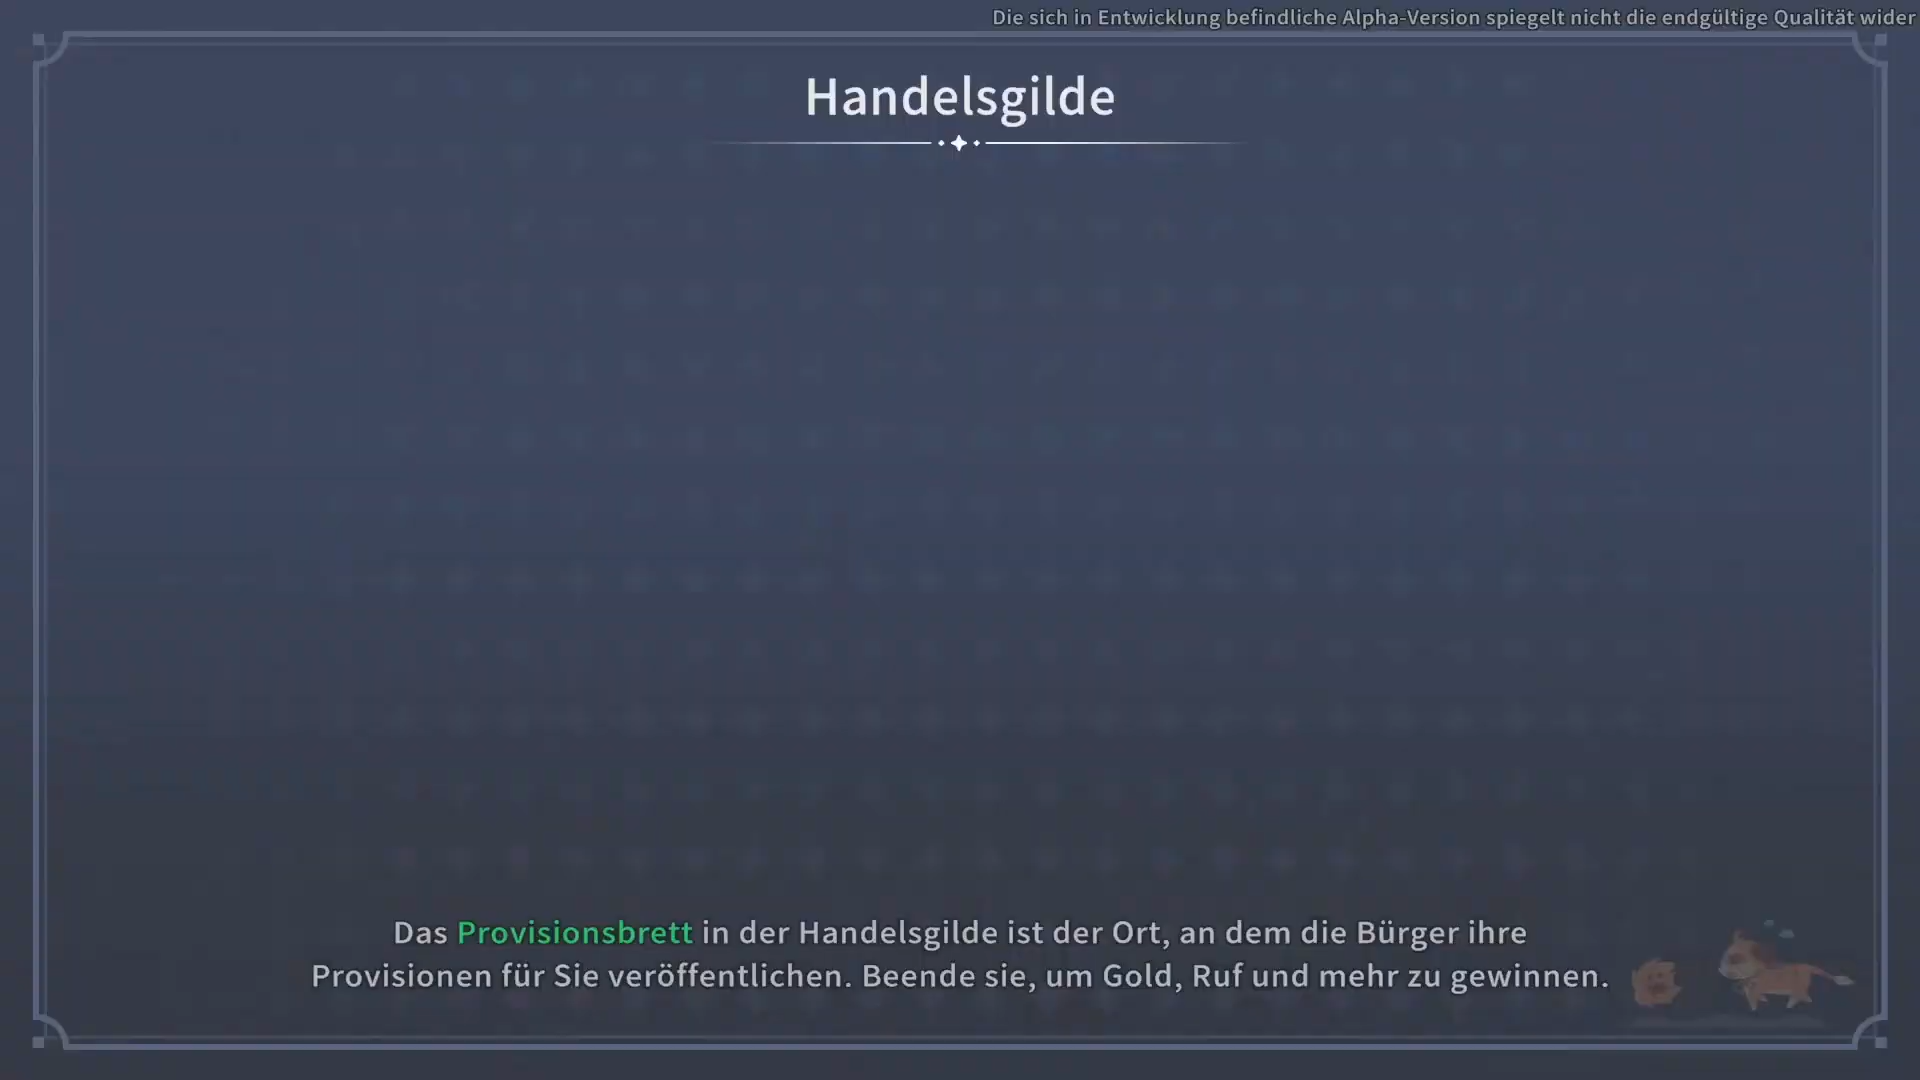 Die sich in Entwicklung befindliche Alpha-Version spiegelt nicht die endgültige Qualität wider
Handelsgilde
Das Provisionsbrett in der Handelsgilde ist der Ort, an dem die Bürger ihre
Provisionen für Sie veröffentlichen. Beende sie, um Gold, Ruf und mehr zu gewinnen.